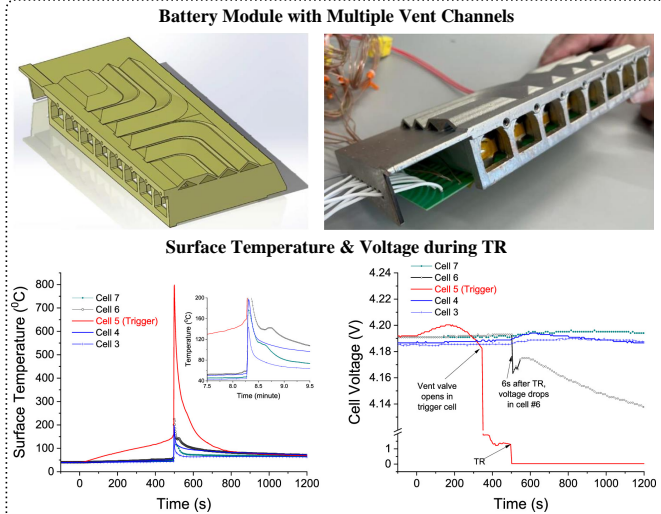 Battery Module with Multiple Vent Channels
Surface Temperature & Voltage during TR
Surface Temperature (⁰C)
800
700
600
500
400
300
200
100
0
0 200 400 600 800 1000 1200
Time (s)
Cell 7
Cell 6
Cell 5 (Trigger)
Cell 4
Cell 3
Temperature (⁰C)
200
160
120
80
40
7.5 8.0 8.5 9.0 9.5
Time (minute)
Cell Voltage (V)
4.24
4.22
4.20
4.18
4.16
4.14
4.12
1
0
0 200 400 600 800 1000 1200
Time (s)
Cell 7
Cell 6
Cell 5 (Trigger)
Cell 4
Cell 3
Vent valve
opens in
trigger cell
6s after TR,
voltage drops
in cell #6
TR